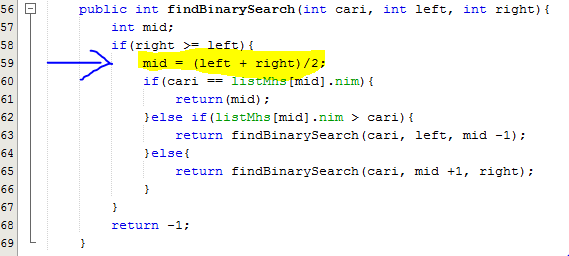 56 public int findBinarySearch(int cari, int left, int right){
57 int mid;
58 if(right >= left){
59 mid = (left + right)/2;
60 if(cari == listMhs[mid].nim){
61 return(mid);
62 }else if(listMhs[mid].nim > cari){
63 return findBinarySearch(cari, left, mid -1);
64 }else{
65 return findBinarySearch(cari, mid +1, right);
66 }
67 }
68 return -1;
69 }